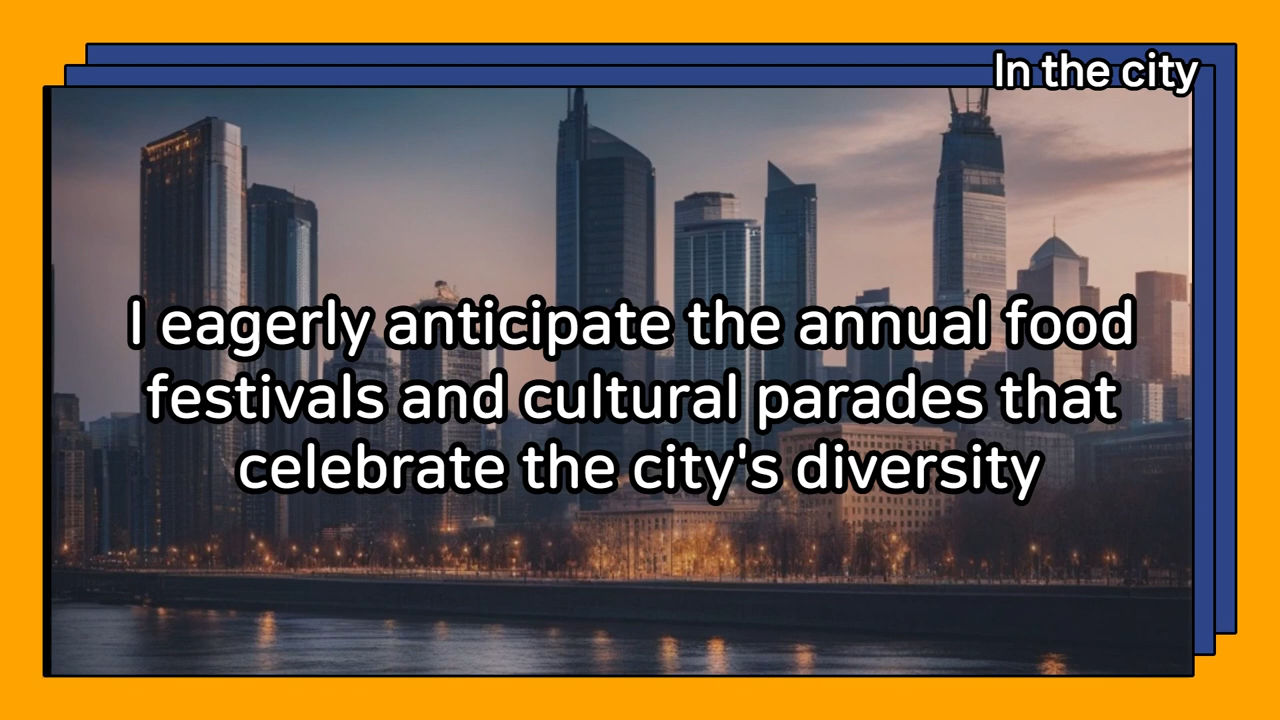 In the city
I eagerly anticipate the annual food
festivals and cultural parades that
celebrate the city's diversity